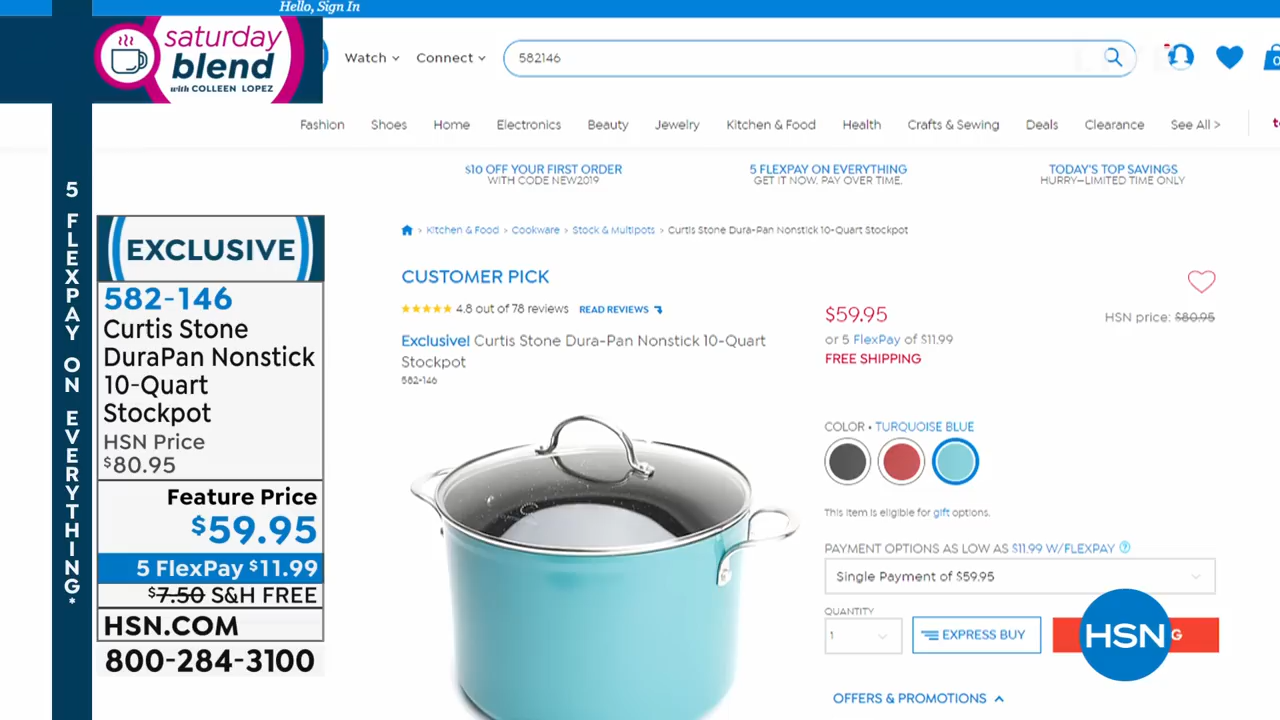 Hello, Sign In
saturday
blend
with COLLEEN LOPEZ
Watch
Connect
582146
0
Fashion
Shoes
Home
Electronics
Beauty
Jewelry
Kitchen & Food
Health
Crafts & Sewing
Deals
Clearance
See All >
$10 OFF YOUR FIRST ORDER
WITH CODE NEW2019
5 FLEXPAY ON EVERYTHING
GET IT NOW. PAY OVER TIME.
TODAY'S TOP SAVINGS
HURRY—LIMITED TIME ONLY
5 FLEXPAY ON EVERYTHING*
EXCLUSIVE
582-146
Curtis Stone
DuraPan Nonstick
10-Quart
Stockpot
HSN Price
$80.95
Feature Price
$59.95
5 FlexPay $11.99
$7.50 S&H FREE
HSN.COM
800-284-3100
Kitchen & Food > Cookware > Stock & Multipots > Curtis Stone Dura-Pan Nonstick 10-Quart Stockpot
CUSTOMER PICK
4.8 out of 78 reviews READ REVIEWS
Exclusive! Curtis Stone Dura-Pan Nonstick 10-Quart
Stockpot
582-146
$59.95
HSN price: $80.95
or 5 FlexPay of $11.99
FREE SHIPPING
COLOR • TURQUOISE BLUE
This item is eligible for gift options.
PAYMENT OPTIONS AS LOW AS $11.99 W/FLEXPAY ?
Single Payment of $59.95
QUANTITY
1
EXPRESS BUY
HSN
G
OFFERS & PROMOTIONS